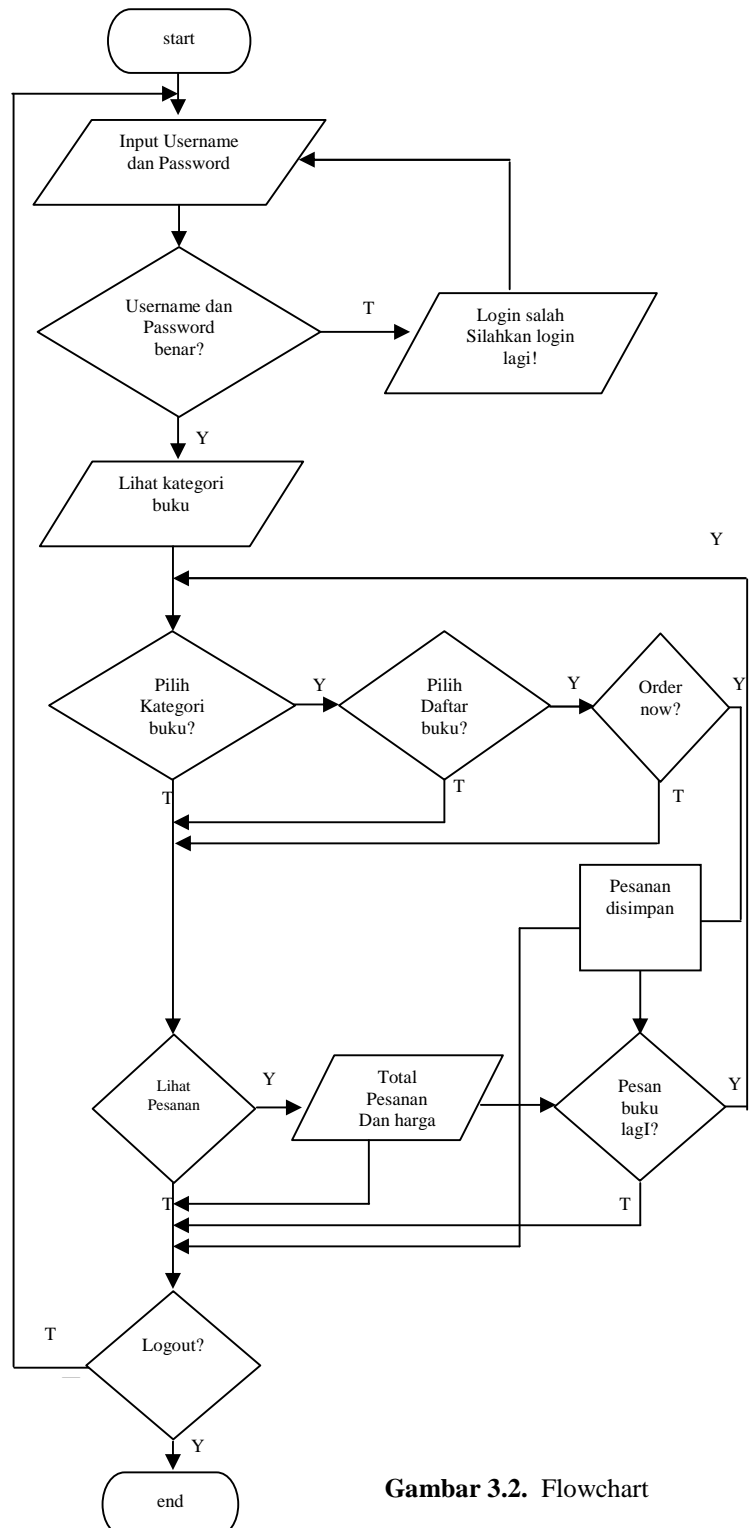 start
Input Username
dan Password
Username dan
Password
benar?
T
Login salah
Silahkan login
lagi!
Y
Lihat kategori
buku
Y
Pilih
Kategori
buku?
Y
Pilih
Daftar
buku?
Y
Order
now?
Y
T
T
T
Pesanan
disimpan
Lihat
Pesanan
Y
Total
Pesanan
Dan harga
Pesan
buku
lagI?
Y
T
T
Logout?
T
Y
end
Gambar 3.2. Flowchart